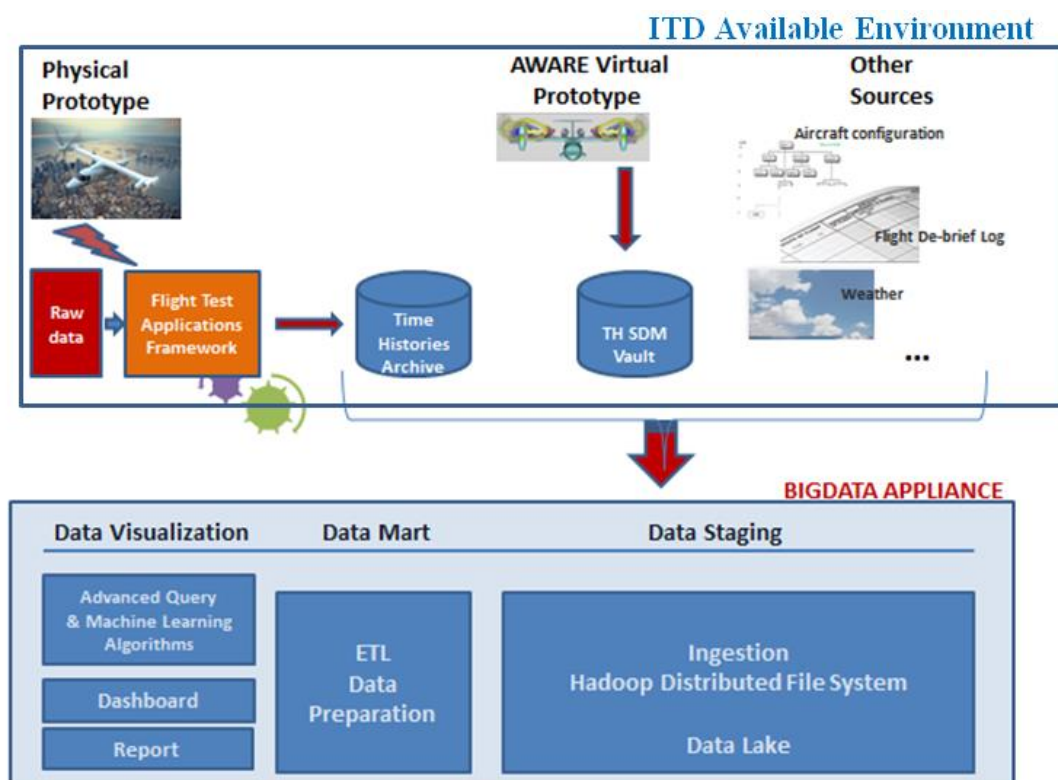 ITD Available Environment
Physical
Prototype
AWARE Virtual
Prototype
Other
Sources
Aircraft configuration
Flight De-brief Log
Weather
...
Raw
data
Flight Test
Applications
Framework
Time
Histories
Archive
TH SDM
Vault
BIGDATA APPLIANCE
Data Visualization
Data Mart
Data Staging
Advanced Query
& Machine Learning
Algorithms
Dashboard
Report
ETL
Data
Preparation
Ingestion
Hadoop Distributed File System
Data Lake